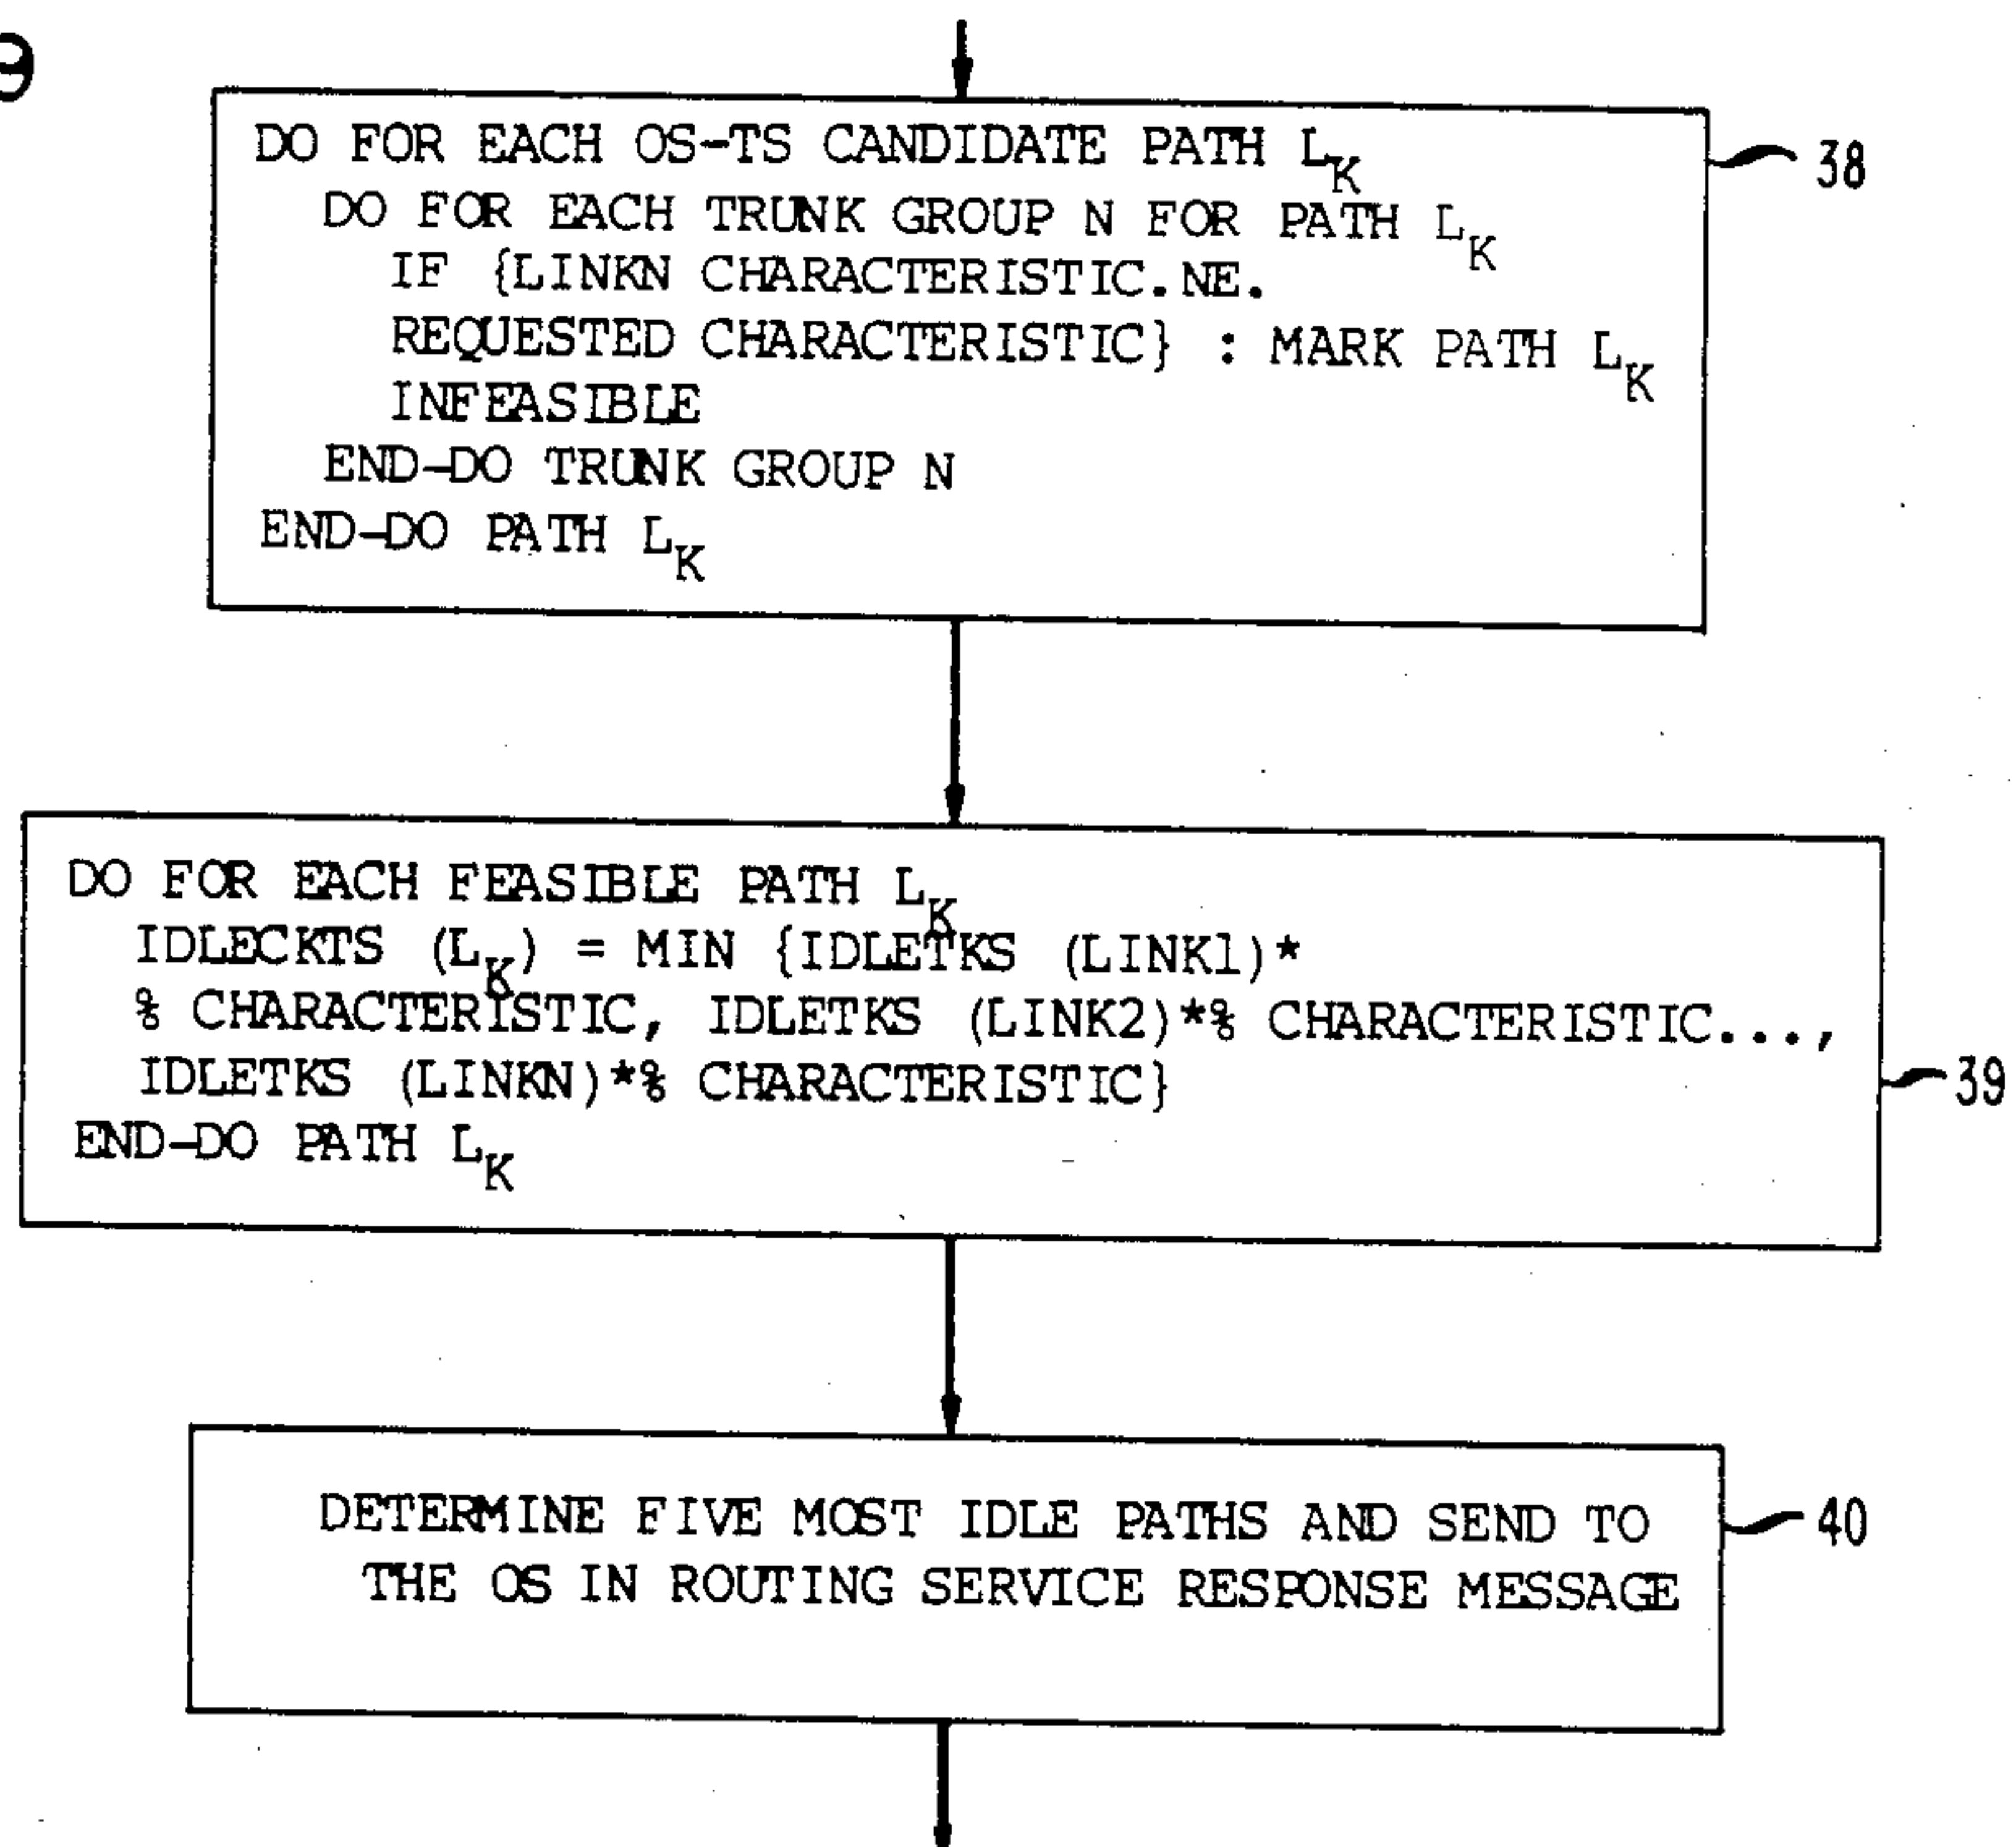 9
DO FOR EACH OS-TS CANDIDATE PATH L_K
DO FOR EACH TRUNK GROUP N FOR PATH L_K
IF {LINKN CHARACTERISTIC.NE.
REQUESTED CHARACTERISTIC} : MARK PATH L_K
INFEASIBLE
END-DO TRUNK GROUP N
END-DO PATH L_K
38
DO FOR EACH FEASIBLE PATH L_K
IDLECKTS (L_K) = MIN {IDLETKS (LINK1)*
% CHARACTERISTIC, IDLETKS (LINK2)*% CHARACTERISTIC...,
IDLETKS (LINKN)*% CHARACTERISTIC}
END-DO PATH L_K
39
DETERMINE FIVE MOST IDLE PATHS AND SEND TO
THE OS IN ROUTING SERVICE RESPONSE MESSAGE
40